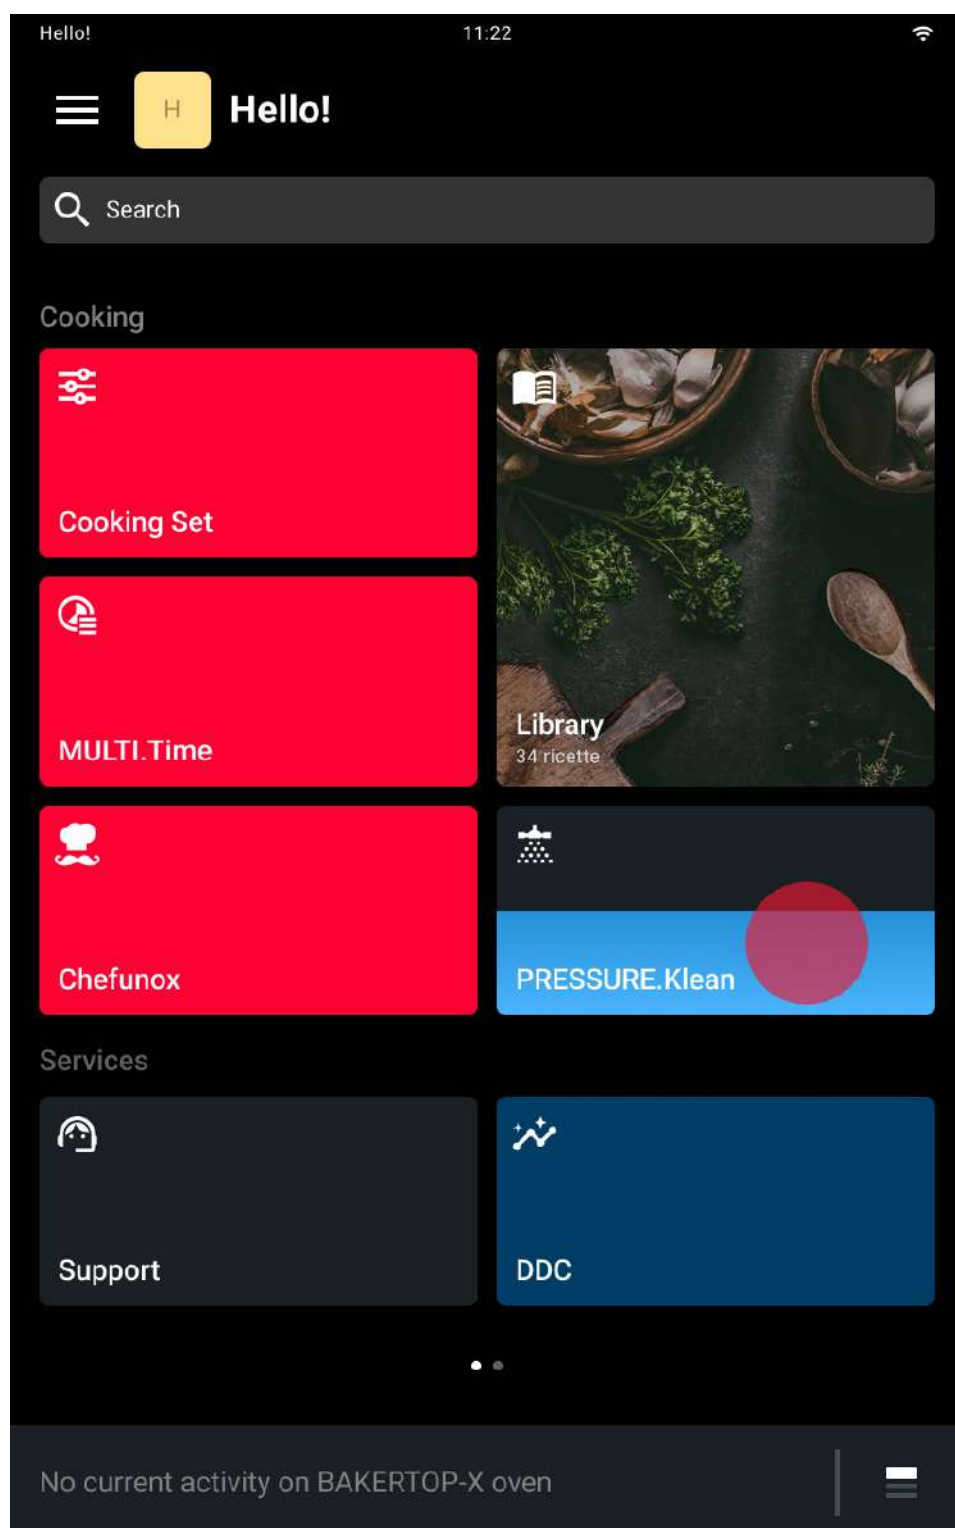 Hello!
11:22
H
Hello!
Search
Cooking
Cooking Set
MULTI.Time
Library
34 ricette
Chefunox
PRESSURE.Klean
Services
Support
DDC
No current activity on BAKERTOP-X oven